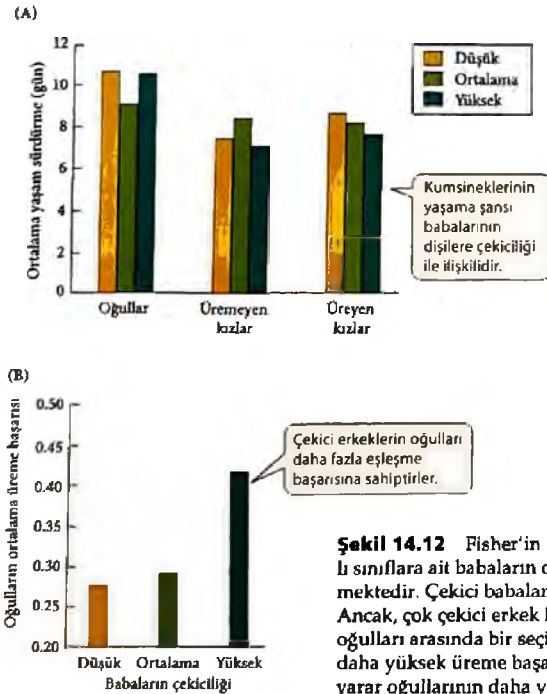 (A)
12
10
8
6
4
2
0
Ortalama yaşam sürdürme (gün)
Düşük
Ortalama
Yüksek
Kumsineklerinin
yaşama şansı
babalarının
dişilere çekiciliği
ile ilişkilidir.
Oğullar
Üremeyen
kızlar
Üreyen
kızlar
(B)
0.50
0.45
0.40
0.35
0.30
0.25
0.20
Oğulların ortalama üreme başarısı
Çekici erkeklerin oğulları
daha fazla eşleşme
başarısına sahiptirler.
Düşük Ortalama Yüksek
Babaların çekiciliği
Şekil 14.12 Fisher'in
lı sınıflara ait babaların
mektedir. Çekici babalar
Ancak, çok çekici erkek
oğulları arasında bir seçi
daha yüksek üreme başa
yarar oğullarının daha y